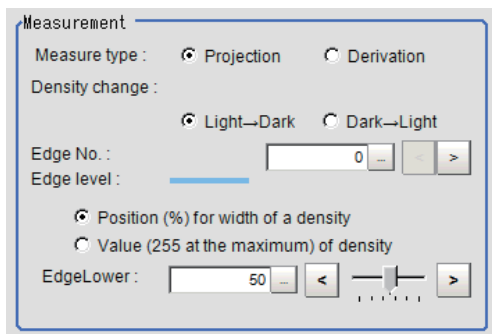 Measurement
Measure type : Projection Derivation
Density change :
Light→Dark Dark→Light
Edge No. : 0 ... < >
Edge level :
Position (%) for width of a density
Value (255 at the maximum) of density
EdgeLower : 50 ... < >